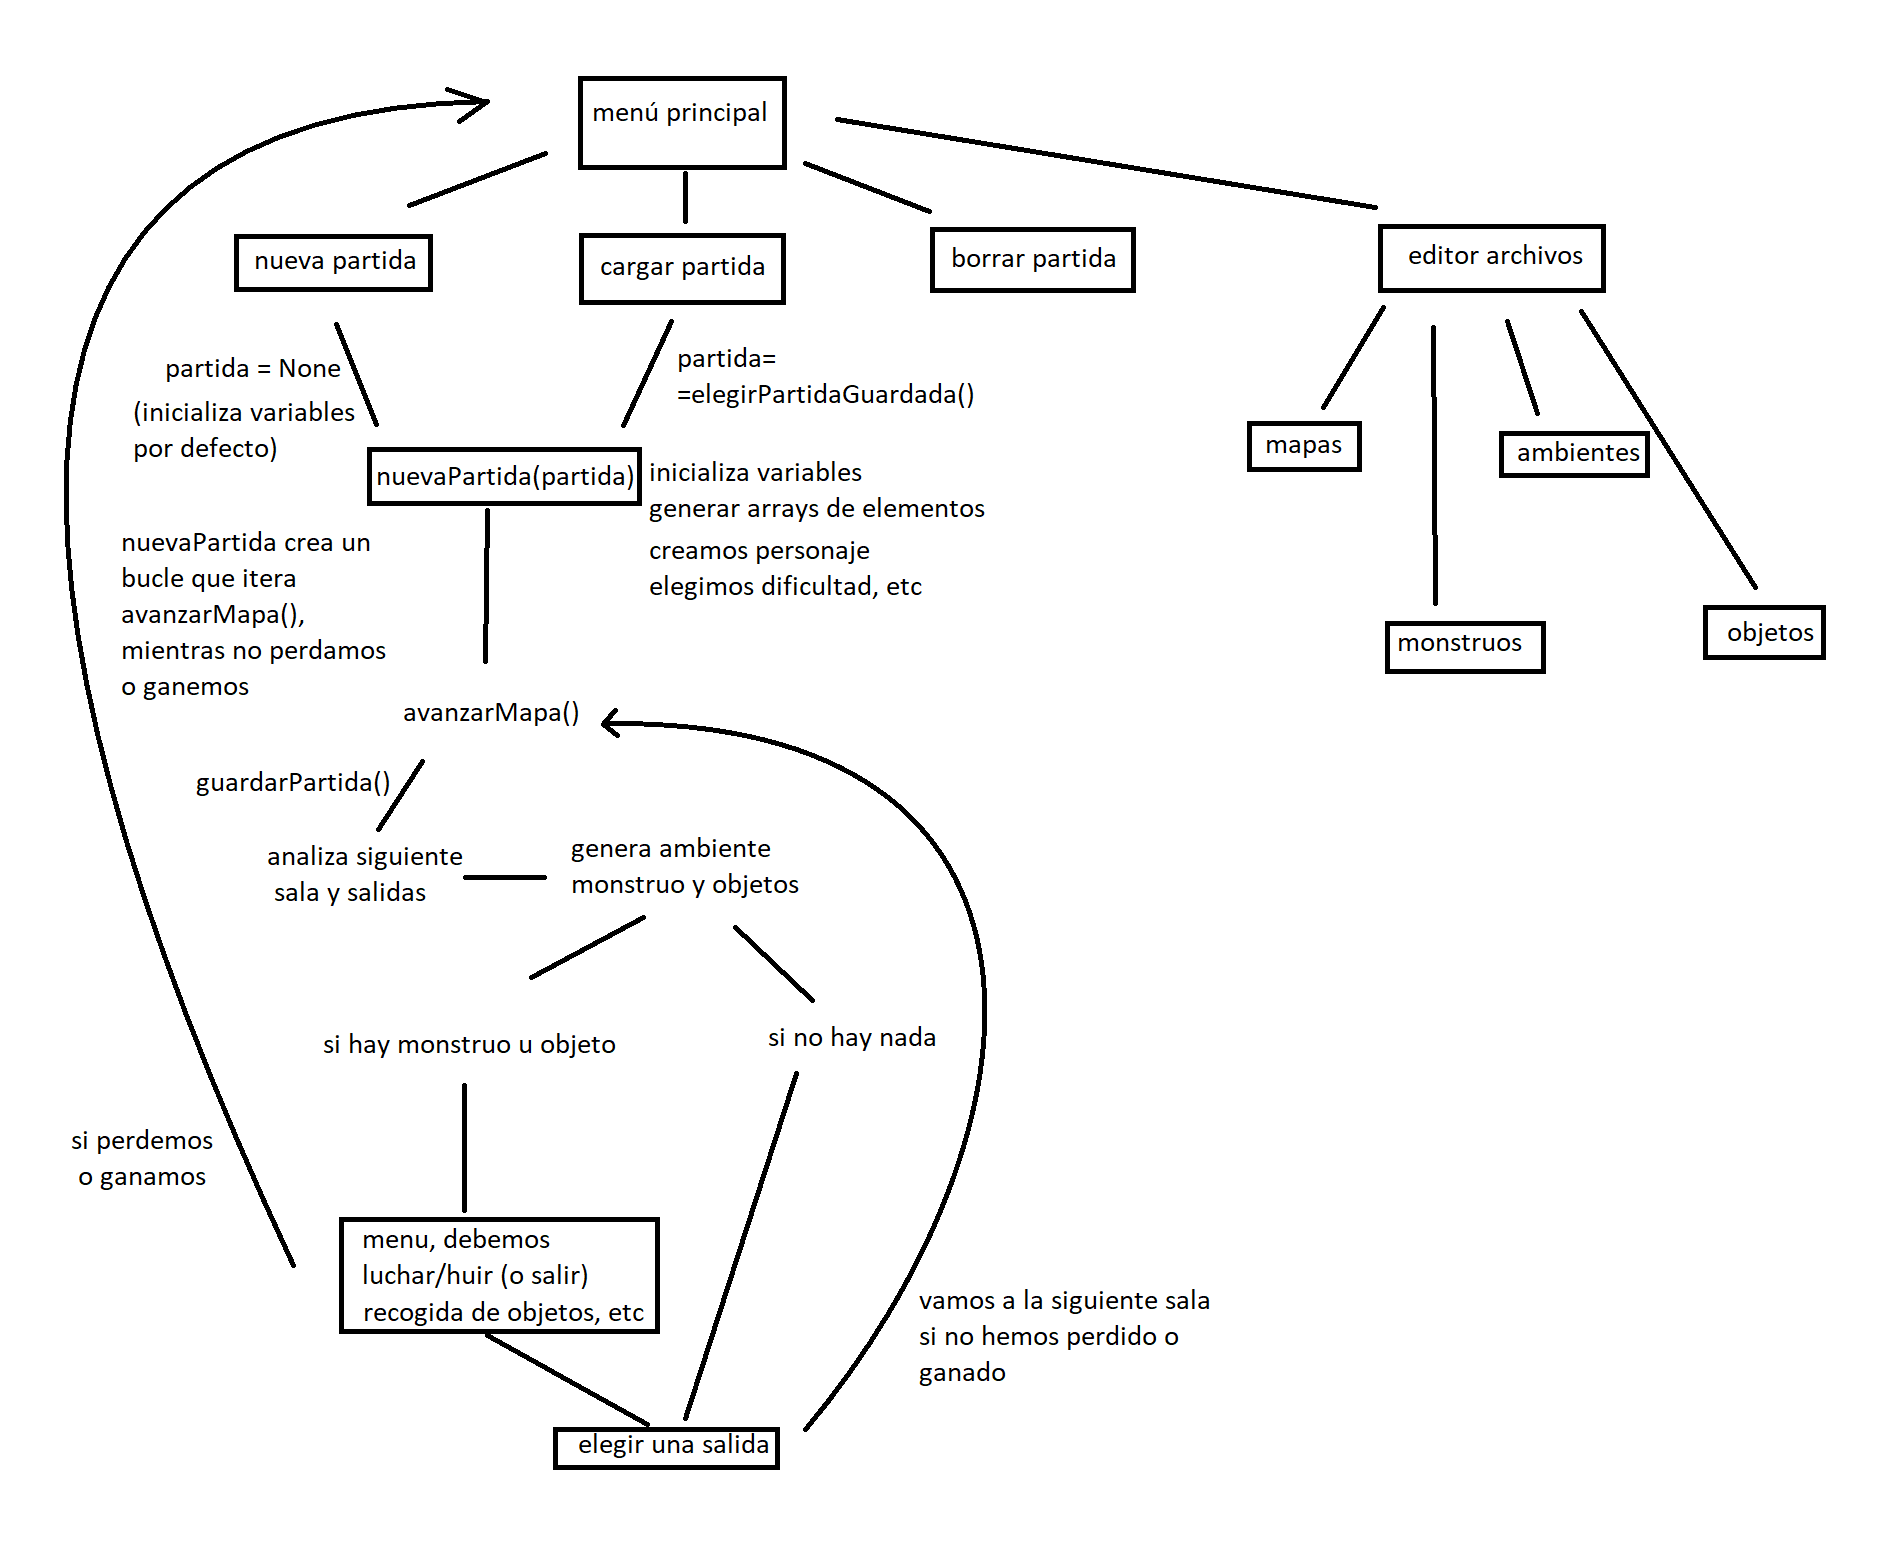 menú principal
nueva partida
cargar partida
borrar partida
editor archivos
partida = None
(inicializa variables
por defecto)
partida=
=elegirPartidaGuardada()
mapas
ambientes
monstruos
objetos
nuevaPartida(partida)
inicializa variables
generar arrays de elementos
creamos personaje
elegimos dificultad, etc
nuevaPartida crea un
bucle que itera
avanzarMapa(),
mientras no perdamos
o ganemos
avanzarMapa()
guardarPartida()
analiza siguiente
sala y salidas
genera ambiente
monstruo y objetos
si hay monstruo u objeto
si no hay nada
si perdemos
o ganamos
menu, debemos
luchar/huir (o salir)
recogida de objetos, etc
vamos a la siguiente sala
si no hemos perdido o
ganado
elegir una salida